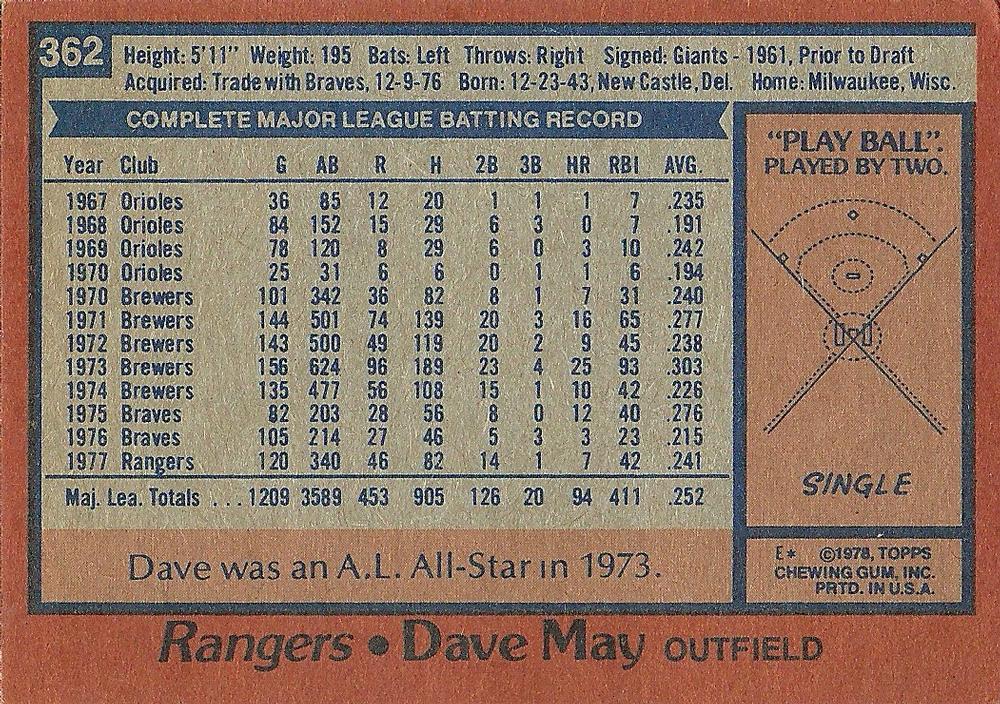 362
Height: 5'11" Weight: 195 Bats: Left Throws: Right Signed: Giants - 1961, Prior to Draft
Acquired: Trade with Braves, 12-9-76 Born: 12-23-43, New Castle, Del. Home: Milwaukee, Wisc.
COMPLETE MAJOR LEAGUE BATTING RECORD
Year Club G AB R H 2B 3B HR RBI AVG.
1967 Orioles 36 85 12 20 1 1 1 7 .235
1968 Orioles 84 152 15 29 6 3 0 7 .191
1969 Orioles 78 120 8 29 6 0 3 10 .242
1970 Orioles 25 31 6 6 0 1 1 6 .194
1970 Brewers 101 342 36 82 8 1 7 31 .240
1971 Brewers 144 501 74 139 20 3 16 65 .277
1972 Brewers 143 500 49 119 20 2 9 45 .238
1973 Brewers 156 624 96 189 23 4 25 93 .303
1974 Brewers 135 477 56 108 15 1 10 42 .226
1975 Braves 82 203 28 56 8 0 12 40 .276
1976 Braves 105 214 27 46 5 3 3 23 .215
1977 Rangers 120 340 46 82 14 1 7 42 .241
Maj. Lea. Totals ... 1209 3589 453 905 126 20 94 411 .252
Dave was an A.L. All-Star in 1973.
"PLAY BALL".
PLAYED BY TWO.
SINGLE
E* ©1978, TOPPS
CHEWING GUM, INC.
PRTD. IN U.S.A.
Rangers • Dave May OUTFIELD